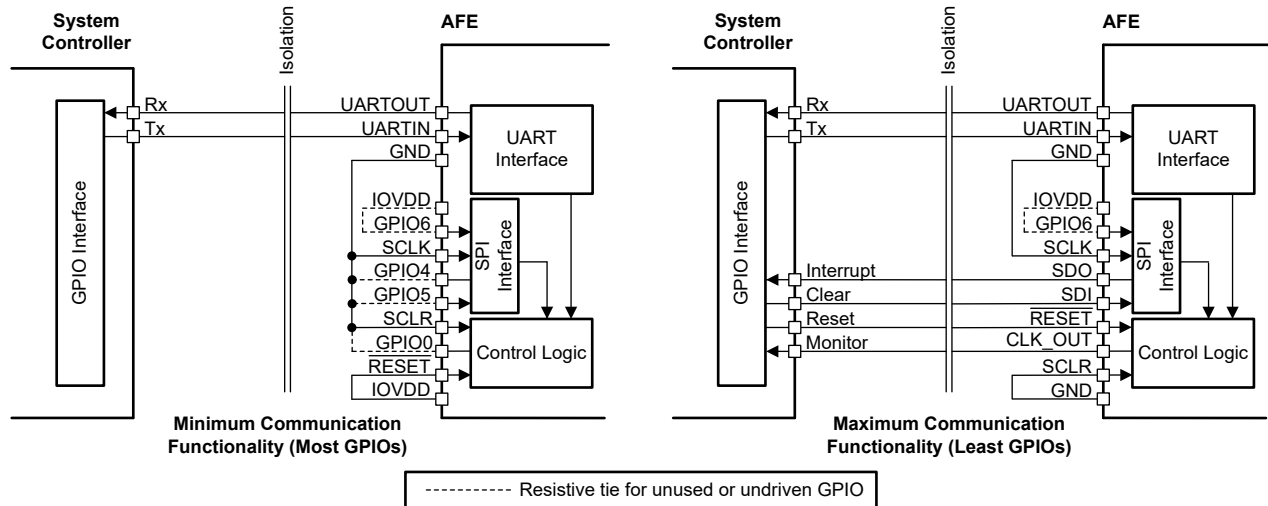 System
Controller
Isolation
AFE
GPIO Interface
Rx
Tx
UARTOUT
UARTIN
GND
IOVDD
GPIO6
SCLK
GPIO4
GPIO5
SCLR
GPIO0
RESET
IOVDD
UART
Interface
SPI
Interface
Control Logic
Minimum Communication
Functionality (Most GPIOs)
System
Controller
Isolation
AFE
GPIO Interface
Rx
Tx
Interrupt
Clear
Reset
Monitor
UARTOUT
UARTIN
GND
IOVDD
GPIO6
SCLK
SDO
SDI
RESET
CLK_OUT
SCLR
GND
UART
Interface
SPI
Interface
Control Logic
Maximum Communication
Functionality (Least GPIOs)
Resistive tie for unused or undriven GPIO